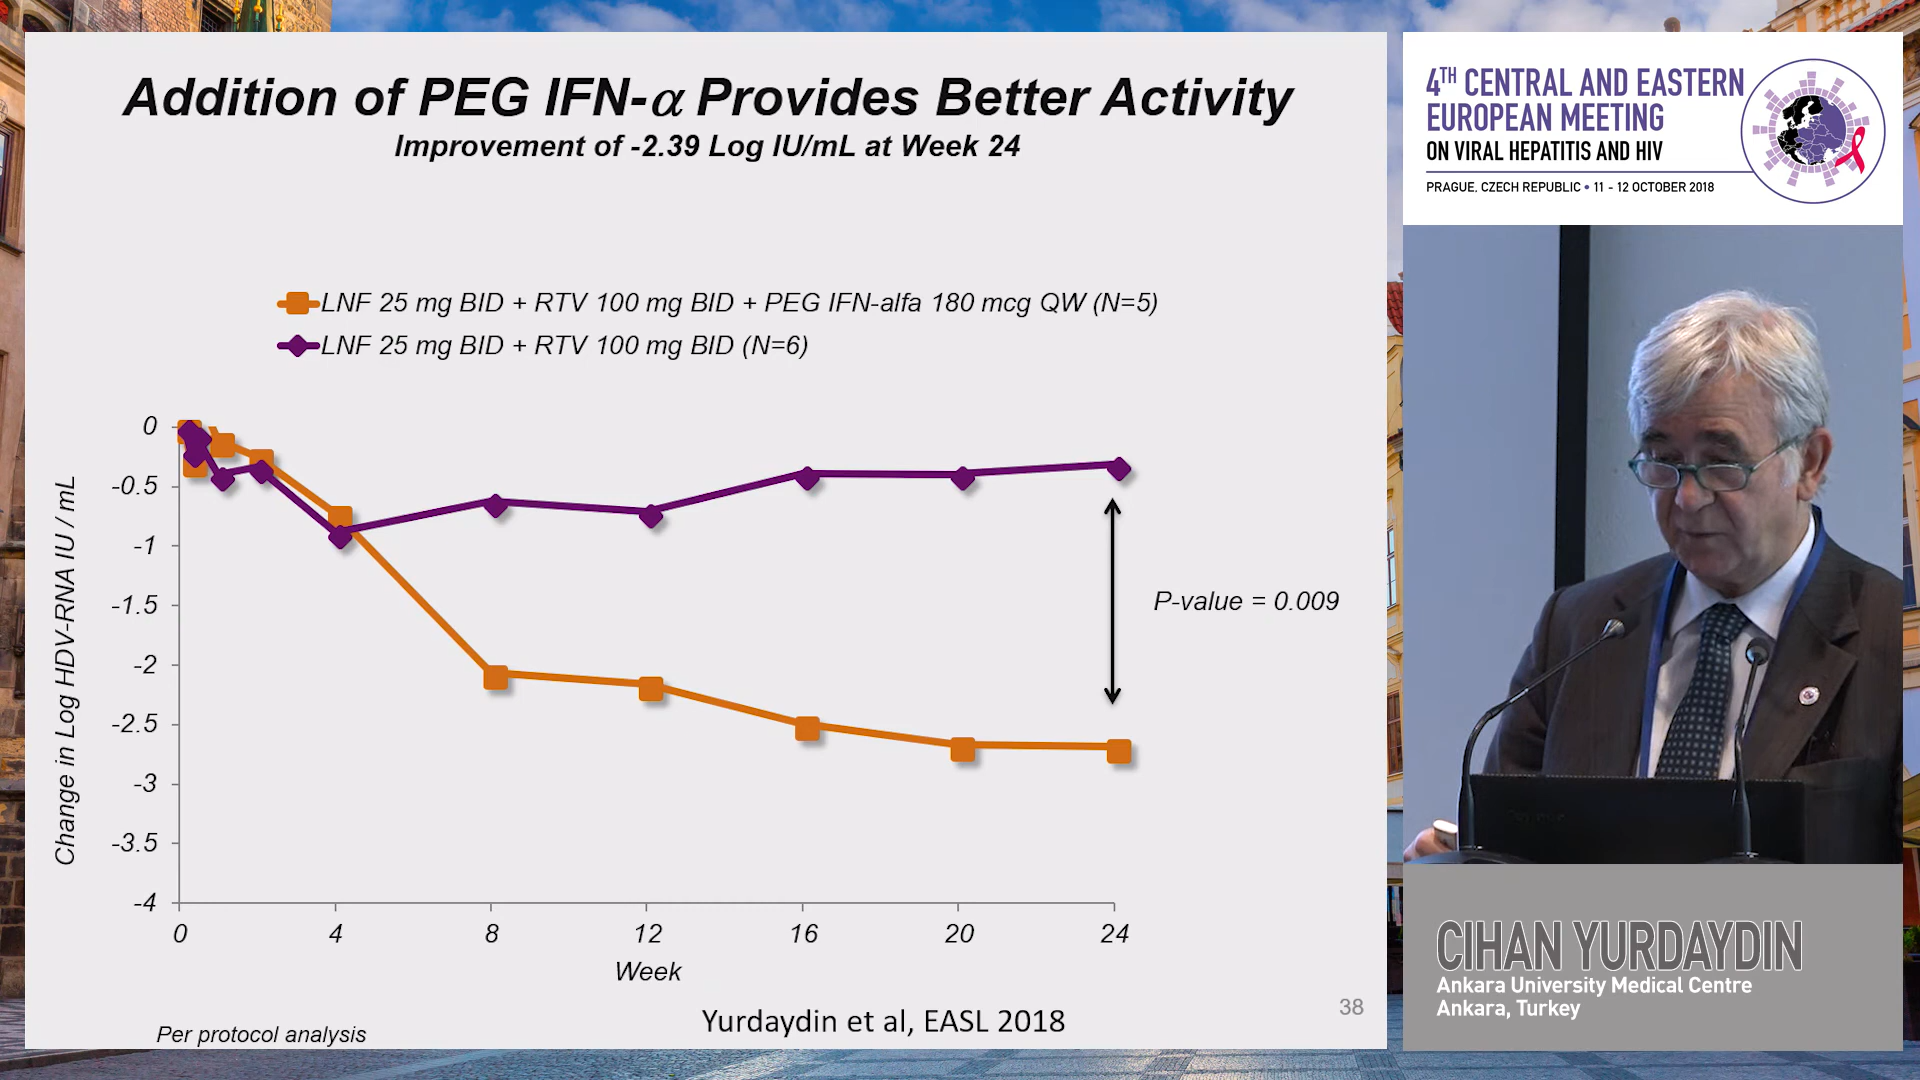 Addition of PEG IFN-α Provides Better Activity
Improvement of -2.39 Log IU/mL at Week 24
LNF 25 mg BID + RTV 100 mg BID + PEG IFN-alfa 180 mcg QW (N=5)
LNF 25 mg BID + RTV 100 mg BID (N=6)
Change in Log HDV-RNA IU / mL
0
-0.5
-1
-1.5
-2
-2.5
-3
-3.5
-4
0 4 8 12 16 20 24
Week
P-value = 0.009
Per protocol analysis
Yurdaydin et al, EASL 2018
38
4TH CENTRAL AND EASTERN
EUROPEAN MEETING
ON VIRAL HEPATITIS AND HIV
PRAGUE, CZECH REPUBLIC • 11 - 12 OCTOBER 2018
CIHAN YURDAYDIN
Ankara University Medical Centre
Ankara, Turkey